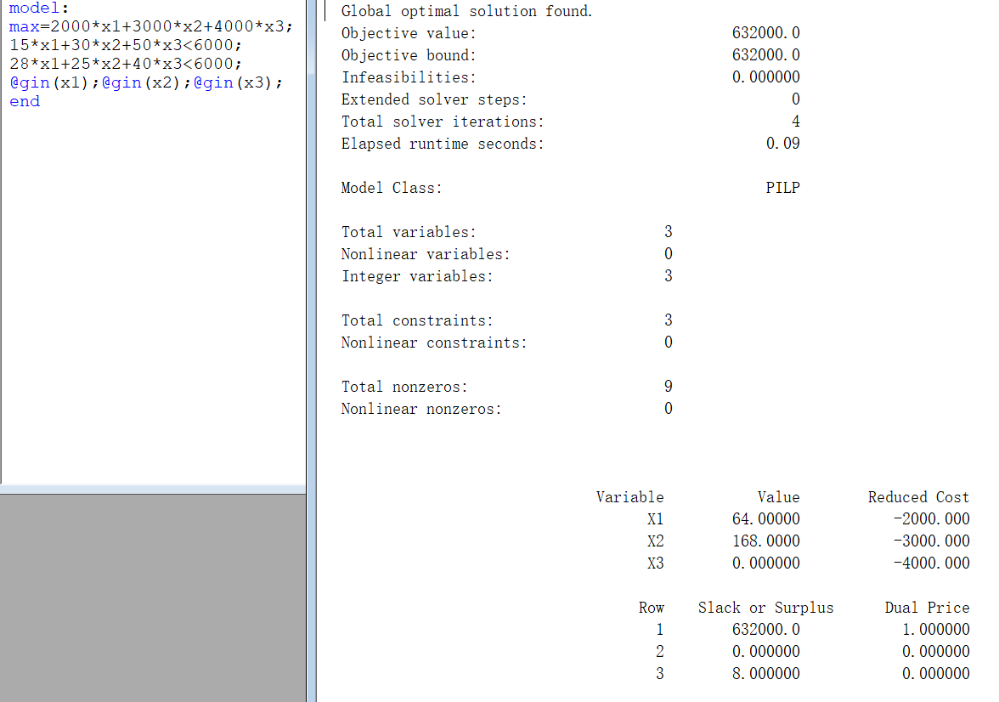 model:
max=2000*x1+3000*x2+4000*x3;
15*x1+30*x2+50*x3<6000;
28*x1+25*x2+40*x3<6000;
@gin(x1);@gin(x2);@gin(x3);
end
Global optimal solution found.
Objective value: 632000.0
Objective bound: 632000.0
Infeasibilities: 0.000000
Extended solver steps: 0
Total solver iterations: 4
Elapsed runtime seconds: 0.09
Model Class: PILP
Total variables: 3
Nonlinear variables: 0
Integer variables: 3
Total constraints: 3
Nonlinear constraints: 0
Total nonzeros: 9
Nonlinear nonzeros: 0
Variable Value Reduced Cost
X1 64.00000 -2000.000
X2 168.0000 -3000.000
X3 0.000000 -4000.000
Row Slack or Surplus Dual Price
1 632000.0 1.000000
2 0.000000 0.000000
3 8.000000 0.000000